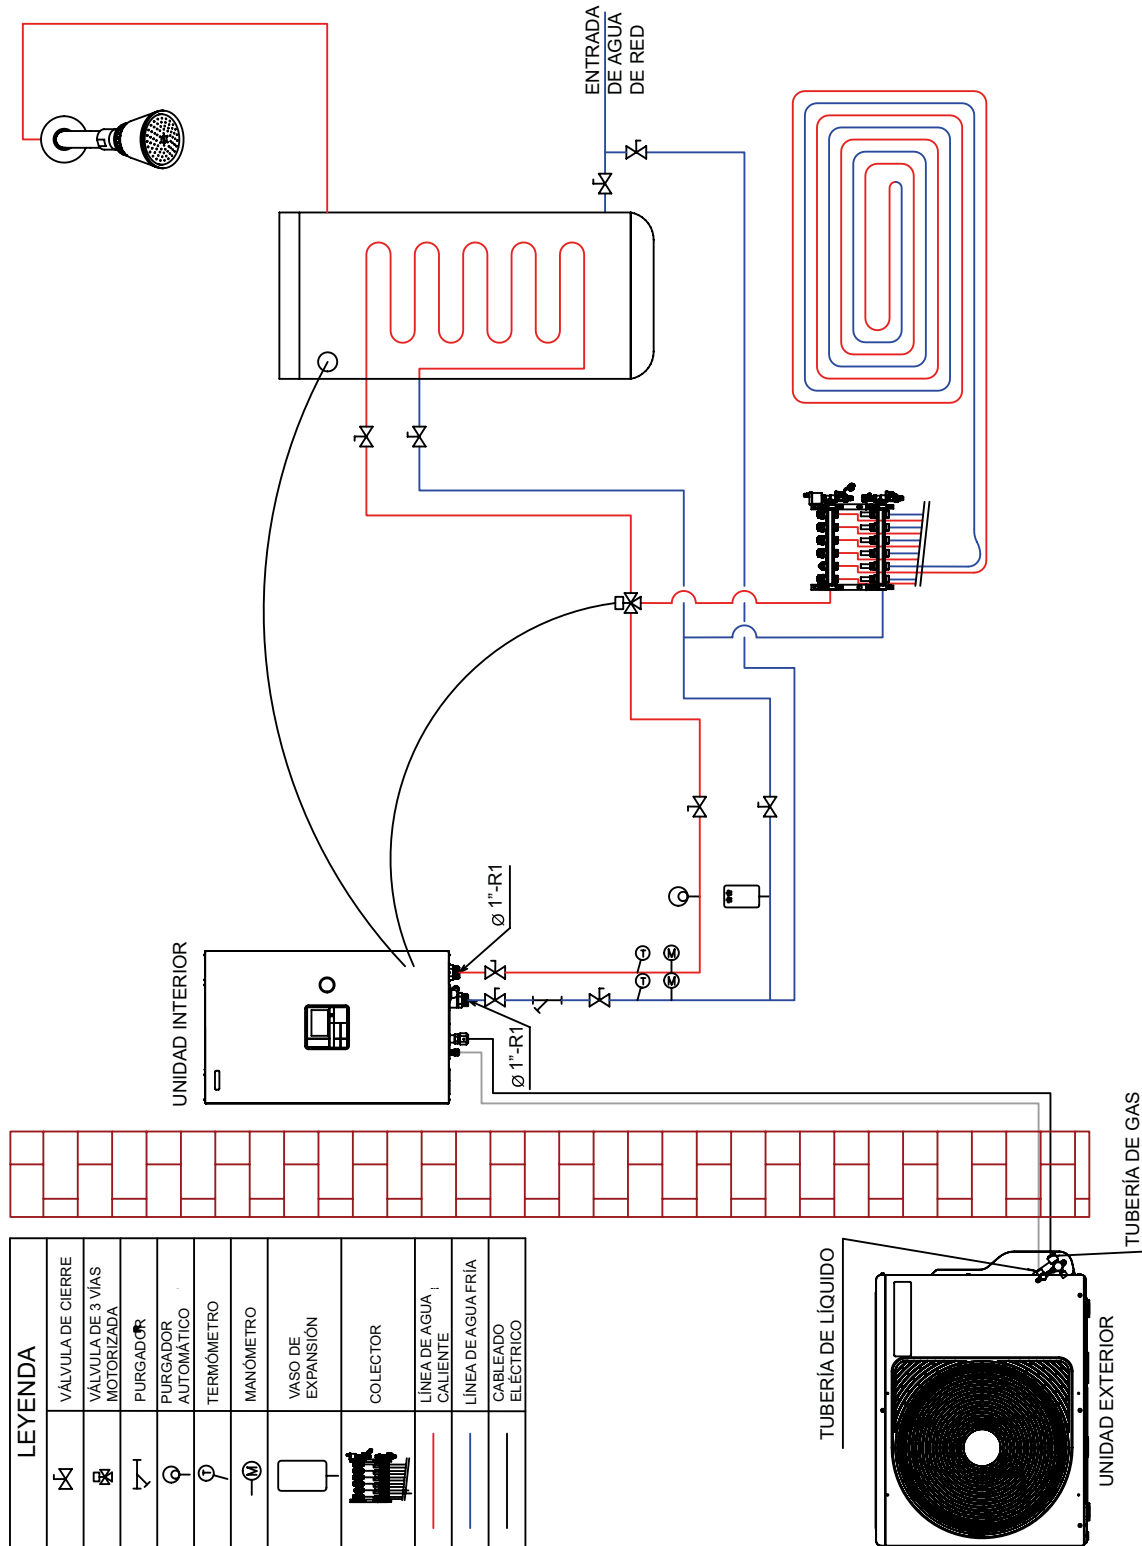 ENTRADA
DE AGUA
DE RED
UNIDAD INTERIOR
Ø 1"-R1
Ø 1"-R1
T
M
T
M
TUBERÍA DE LÍQUIDO
TUBERÍA DE GAS
UNIDAD EXTERIOR
LEYENDA
VÁLVULA DE CIERRE
VÁLVULA DE 3 VÍAS
MOTORIZADA
PURGADOR
PURGADOR
AUTOMÁTICO
T
TERMÓMETRO
M
MANÓMETRO
VASO DE
EXPANSIÓN
COLECTOR
LÍNEA DE AGUA
CALIENTE
LÍNEA DE AGUA FRÍA
CABLEADO
ELÉCTRICO